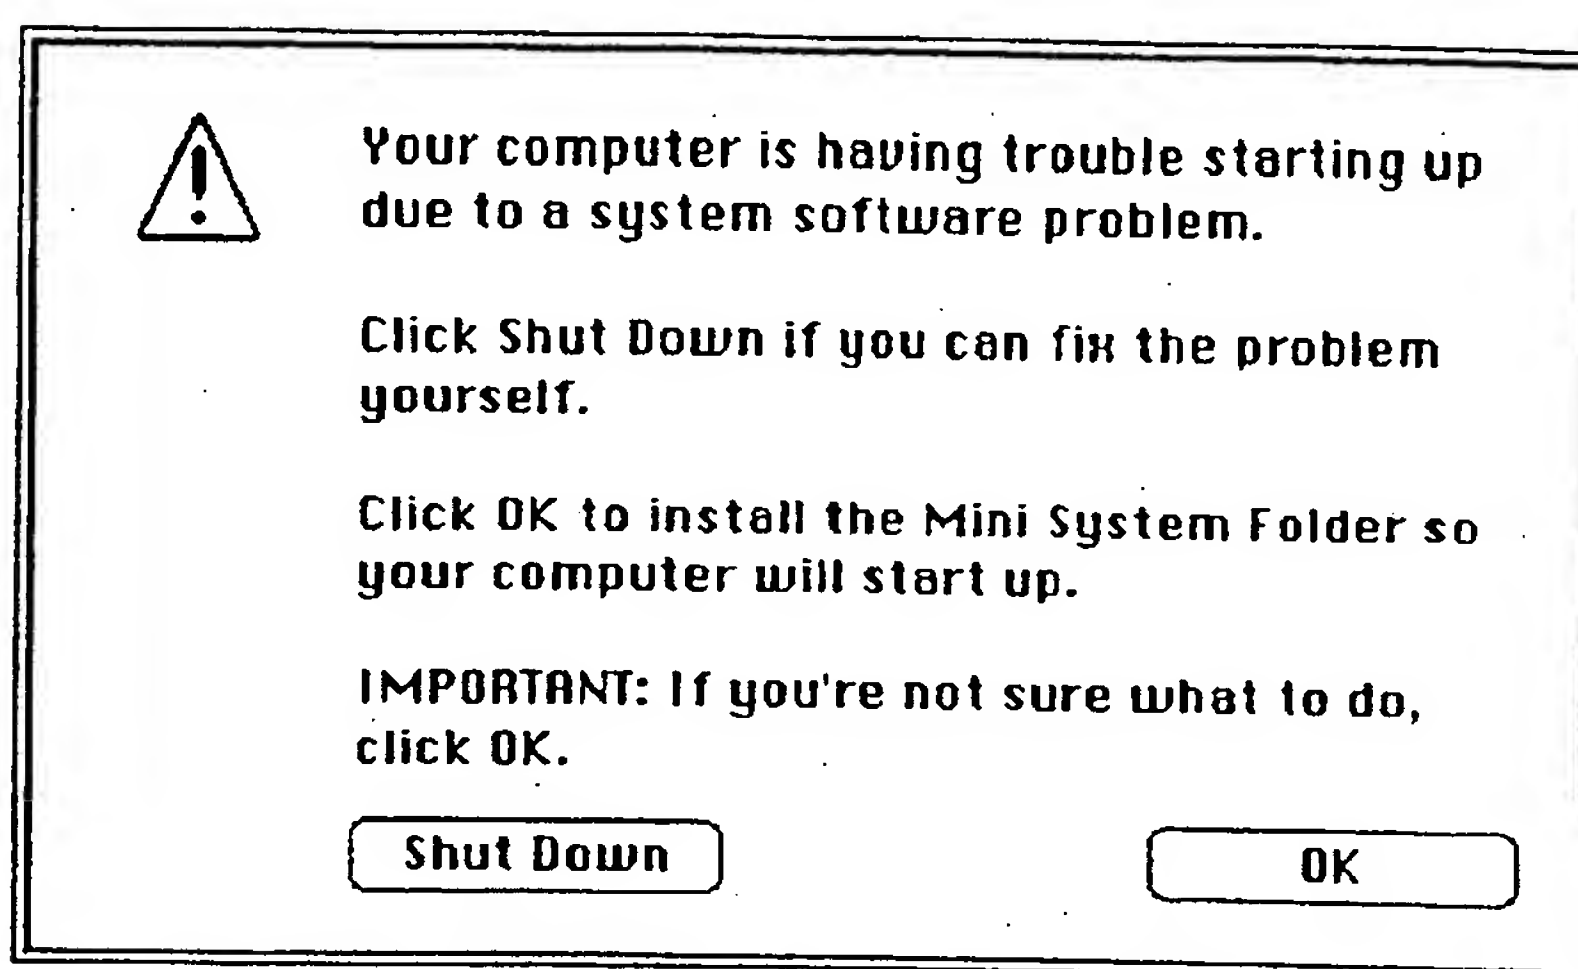 Your computer is having trouble starting up
due to a system software problem.
Click Shut Down if you can fix the problem
yourself.
Click OK to install the Mini System Folder so
your computer will start up.
IMPORTANT: If you're not sure what to do,
click OK.
Shut Down
OK